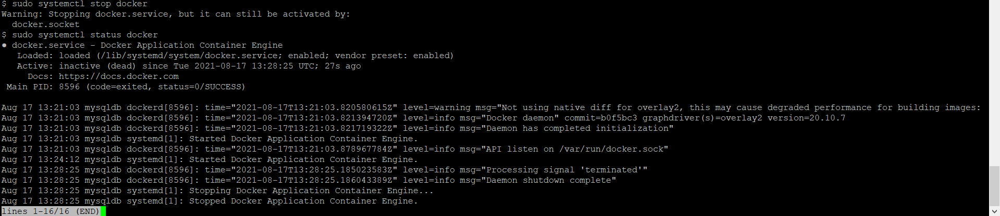 $ sudo systemctl stop docker
Warning: Stopping docker.service, but it can still be activated by:
  docker.socket
$ sudo systemctl status docker
● docker.service - Docker Application Container Engine
   Loaded: loaded (/lib/systemd/system/docker.service; enabled; vendor preset: enabled)
   Active: inactive (dead) since Tue 2021-08-17 13:28:25 UTC; 27s ago
     Docs: https://docs.docker.com
 Main PID: 8596 (code=exited, status=0/SUCCESS)

Aug 17 13:21:03 mysqldb dockerd[8596]: time="2021-08-17T13:21:03.820580615Z" level=warning msg="Not using native diff for overlay2, this may cause degraded performance for building images:
Aug 17 13:21:03 mysqldb dockerd[8596]: time="2021-08-17T13:21:03.821394720Z" level=info msg="Docker daemon" commit=b0f5bc3 graphdriver(s)=overlay2 version=20.10.7
Aug 17 13:21:03 mysqldb dockerd[8596]: time="2021-08-17T13:21:03.821719322Z" level=info msg="Daemon has completed initialization"
Aug 17 13:21:03 mysqldb systemd[1]: Started Docker Application Container Engine.
Aug 17 13:21:03 mysqldb dockerd[8596]: time="2021-08-17T13:21:03.878967784Z" level=info msg="API listen on /var/run/docker.sock"
Aug 17 13:24:12 mysqldb systemd[1]: Started Docker Application Container Engine.
Aug 17 13:28:25 mysqldb dockerd[8596]: time="2021-08-17T13:28:25.185023583Z" level=info msg="Processing signal 'terminated'"
Aug 17 13:28:25 mysqldb dockerd[8596]: time="2021-08-17T13:28:25.186043389Z" level=info msg="Daemon shutdown complete"
Aug 17 13:28:25 mysqldb systemd[1]: Stopping Docker Application Container Engine...
Aug 17 13:28:25 mysqldb systemd[1]: Stopped Docker Application Container Engine.
lines 1-16/16 (END)